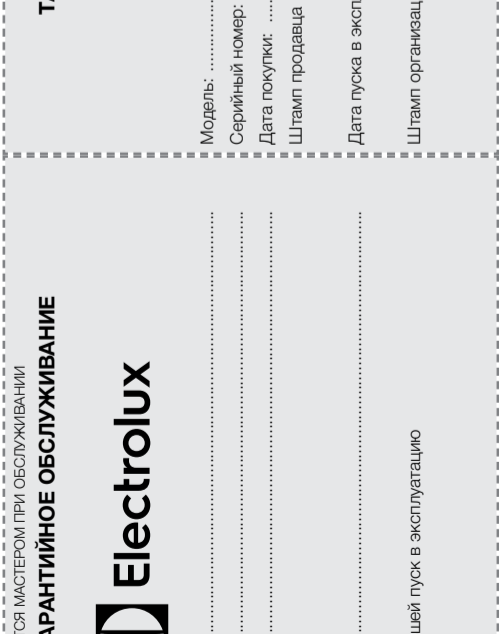 ТСЯ МАСТЕРОМ ПРИ ОБСЛУЖИВАНИИ
АРАНТИЙНОЕ ОБСЛУЖИВАНИЕ
Electrolux
шей пуск в эксплуатацию
Модель: ................
Серийный номер:
Дата покупки: .....
Штамп продавца
Дата пуска в эксп
Штамп организац